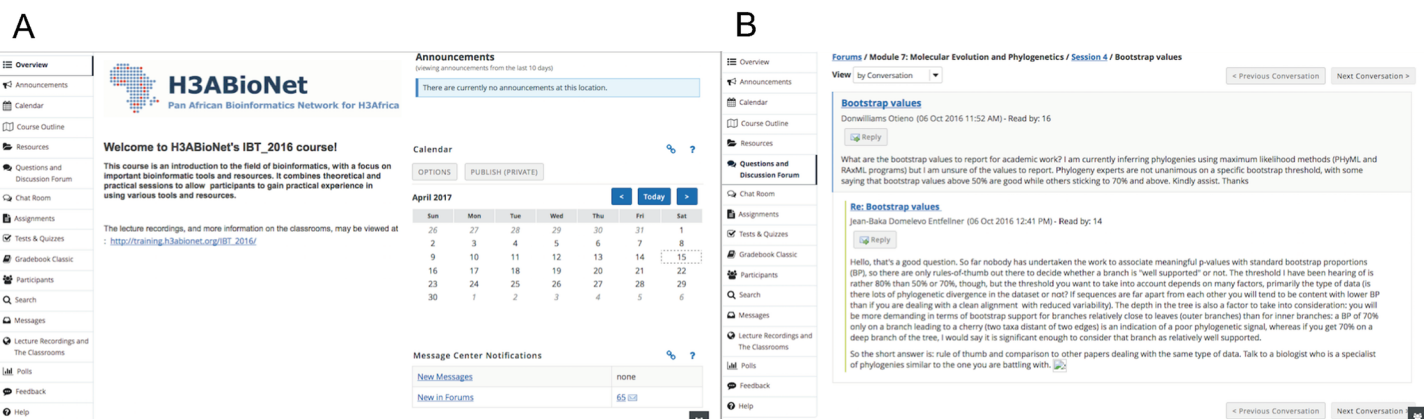 A
Overview
Announcements
Calendar
Course Outline
Resources
Questions and
Discussion Forum
Chat Room
Assignments
Tests & Quizzes
Gradebook Classic
Participants
Search
Messages
Lecture Recordings and
The Classrooms
Polls
Feedback
Help
H3ABioNet
Pan African Bioinformatics Network for H3Africa
Welcome to H3ABioNet's IBT_2016 course!
This course is an introduction to the field of bioinformatics, with a focus on
important bioinformatic tools and resources. It combines theoretical and
practical sessions to allow participants to gain practical experience in
using various tools and resources.
The lecture recordings, and more information on the classrooms, may be viewed at
: http://training.h3abionet.org/IBT_2016/
Announcements
(viewing announcements from the last 10 days)
There are currently no announcements at this location.
Calendar ?
OPTIONS PUBLISH (PRIVATE)
April 2017 < Today >
Sun Mon Tue Wed Thu Fri Sat
26 27 28 29 30 31 1
2 3 4 5 6 7 8
9 10 11 12 13 14 15
16 17 18 19 20 21 22
23 24 25 26 27 28 29
30 1 2 3 4 5 6
Message Center Notifications ?
New Messages none
New in Forums 65
B
Overview
Announcements
Calendar
Course Outline
Resources
Questions and
Discussion Forum
Chat Room
Assignments
Tests & Quizzes
Gradebook Classic
Participants
Search
Messages
Lecture Recordings and
The Classrooms
Polls
Feedback
Help
Forums / Module 7: Molecular Evolution and Phylogenetics / Session 4 / Bootstrap values
View by Conversation
< Previous Conversation Next Conversation >
Bootstrap values
Donwilliams Otieno (06 Oct 2016 11:52 AM) - Read by: 16
Reply
What are the bootstrap values to report for academic work? I am currently inferring phylogenies using maximum likelihood methods (PHyML and
RAxML programs) but I am unsure of the values to report. Phylogeny experts are not unanimous on a specific bootstrap threshold, with some
saying that bootstrap values above 50% are good while others sticking to 70% and above. Kindly assist. Thanks
Re: Bootstrap values
Jean-Baka Domelevo Entfellner (06 Oct 2016 12:41 PM) - Read by: 14
Reply
Hello, that's a good question. So far nobody has undertaken the work to associate meaningful p-values with standard bootstrap proportions
(BP), so there are only rules-of-thumb out there to decide whether a branch is "well supported" or not. The threshold I have been hearing of is
rather 80% than 50% or 70%, though, but the threshold you want to take into account depends on many factors, primarily the type of data (is
there lots of phylogenetic divergence in the dataset or not? If sequences are far apart from each other you will tend to be content with lower BP
than if you are dealing with a clean alignment with reduced variability). The depth in the tree is also a factor to take into consideration: you will
be more demanding in terms of bootstrap support for branches relatively close to leaves (outer branches) than for inner branches: a BP of 70%
only on a branch leading to a cherry (two taxa distant of two edges) is an indication of a poor phylogenetic signal, whereas if you get 70% on a
deep branch of the tree, I would say it is significant enough to consider that branch as relatively well supported.
So the short answer is: rule of thumb and comparison to other papers dealing with the same type of data. Talk to a biologist who is a specialist
of phylogenies similar to the one you are battling with.
< Previous Conversation Next Conversation